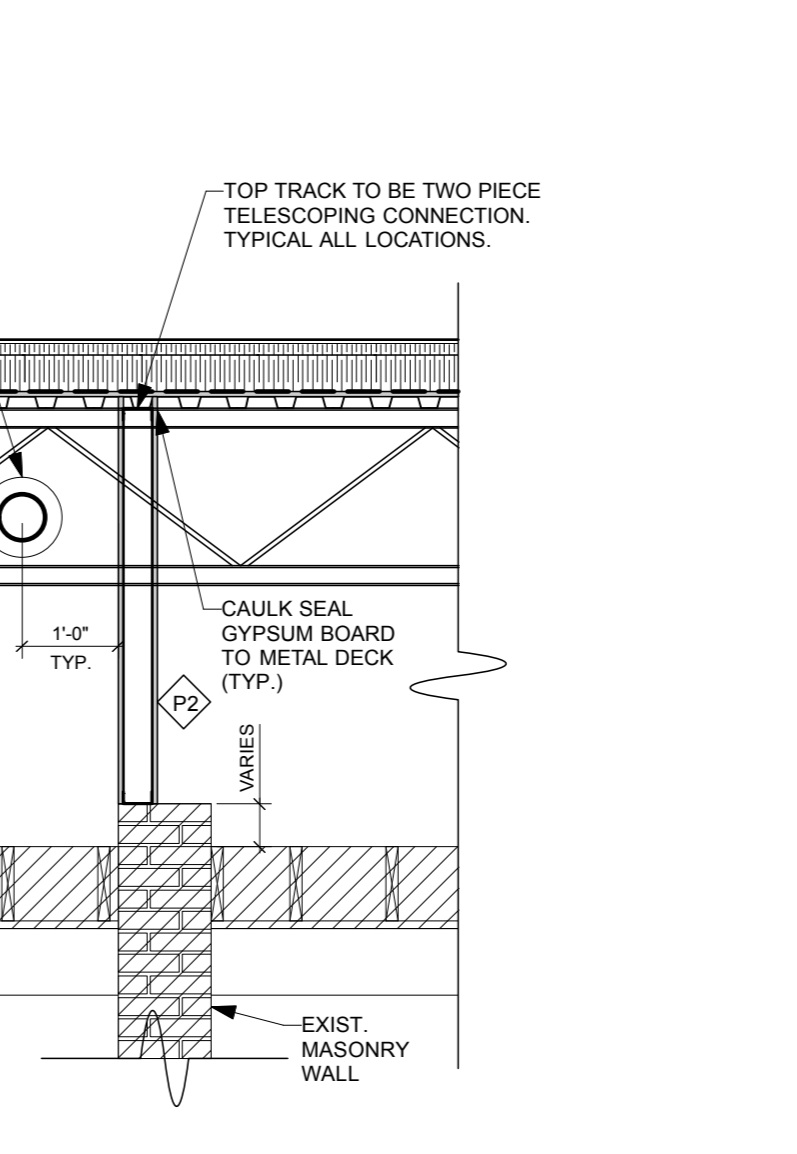 TOP TRACK TO BE TWO PIECE
TELESCOPING CONNECTION.
TYPICAL ALL LOCATIONS.
CAULK SEAL
GYPSUM BOARD
TO METAL DECK
(TYP.)
1'-0"
TYP.
P2
VARIES
EXIST.
MASONRY
WALL